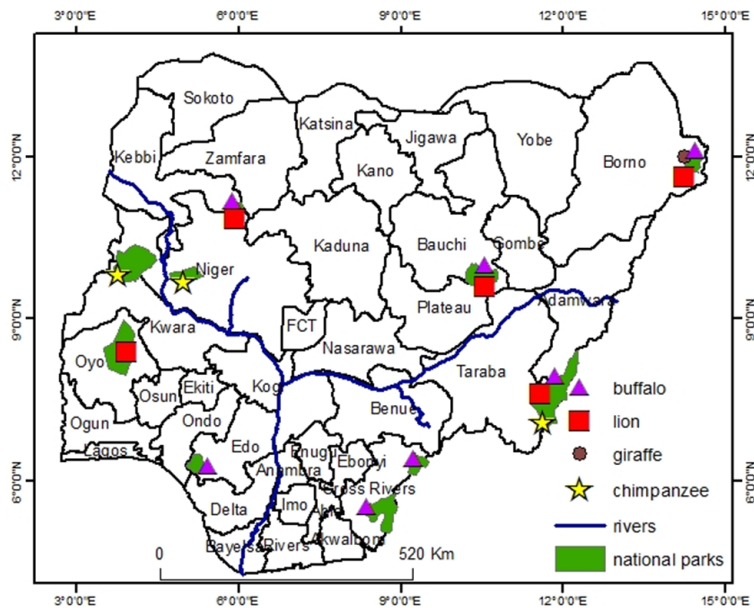 3°0'0"E 6°0'0"E 9°0'0"E 12°0'0"E 15°0'0"E
Sokoto
Katsina
Jigawa
Yobe
12°0'0"N
12°0'0"N
Kebbi
Zamfara
Kano
Borno
Kaduna
Bauchi
Gombe
Niger
Plateau
Adamwara
9°0'0"N
9°0'0"N
Kwara
FCT
Nasarawa
Oyo
Taraba
Ekiti
Kog
Osun
Benue
buffalo
Ogun
Ondo
lion
Lagos
Edo
Enugu
Ebonyi
giraffe
Anambra
6°0'0"N
6°0'0"N
Cross Rivers
chimpanzee
Delta
Imo
rivers
Bayelsa
Rivers
Akwaibom
0
520 Km
national parks
3°0'0"E 6°0'0"E 9°0'0"E 12°0'0"E 15°0'0"E